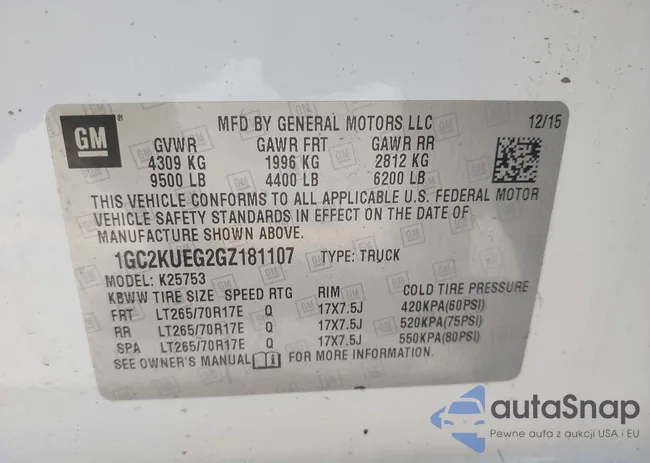 GM
MFD BY GENERAL MOTORS LLC 12/15
GVWR GAWR FRT GAWR RR
4309 KG 1996 KG 2812 KG
9500 LB 4400 LB 6200 LB
THIS VEHICLE CONFORMS TO ALL APPLICABLE U.S. FEDERAL MOTOR
VEHICLE SAFETY STANDARDS IN EFFECT ON THE DATE OF
MANUFACTURE SHOWN ABOVE.
1GC2KUEG2GZ181107 TYPE: TRUCK
MODEL: K25753
KBWW TIRE SIZE SPEED RTG RIM COLD TIRE PRESSURE
FRT LT265/70R17E Q 17X7.5J 420KPA(60PSI)
RR LT265/70R17E Q 17X7.5J 520KPA(75PSI)
SPA LT265/70R17E Q 17X7.5J 550KPA(80PSI)
SEE OWNER'S MANUAL FOR MORE INFORMATION.
autaSnap
Pewne auta z aukcji USA i EU